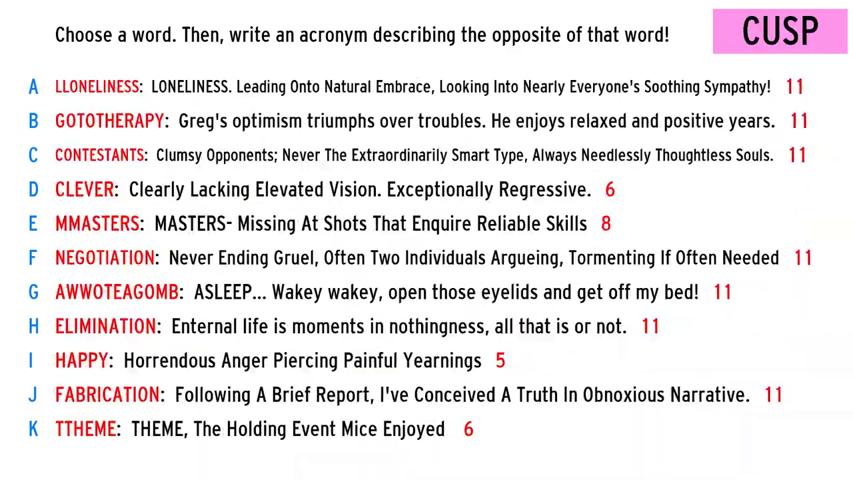 Choose a word. Then, write an acronym describing the opposite of that word!
CUSP
A LLONELINESS: LONELINESS. Leading Onto Natural Embrace, Looking Into Nearly Everyone's Soothing Sympathy! 11
B GOTOTHERAPY: Greg's optimism triumphs over troubles. He enjoys relaxed and positive years. 11
C CONTESTANTS: Clumsy Opponents; Never The Extraordinarily Smart Type, Always Needlessly Thoughtless Souls. 11
D CLEVER: Clearly Lacking Elevated Vision. Exceptionally Regressive. 6
E MMASTERS: MASTERS- Missing At Shots That Enquire Reliable Skills 8
F NEGOTIATION: Never Ending Gruel, Often Two Individuals Argueing, Tormenting If Often Needed 11
G AWWOTEAGOMB: ASLEEP... Wakey wakey, open those eyelids and get off my bed! 11
H ELIMINATION: Enternal life is moments in nothingness, all that is or not. 11
I HAPPY: Horrendous Anger Piercing Painful Yearnings 5
J FABRICATION: Following A Brief Report, I've Conceived A Truth In Obnoxious Narrative. 11
K TTHEME: THEME, The Holding Event Mice Enjoyed 6